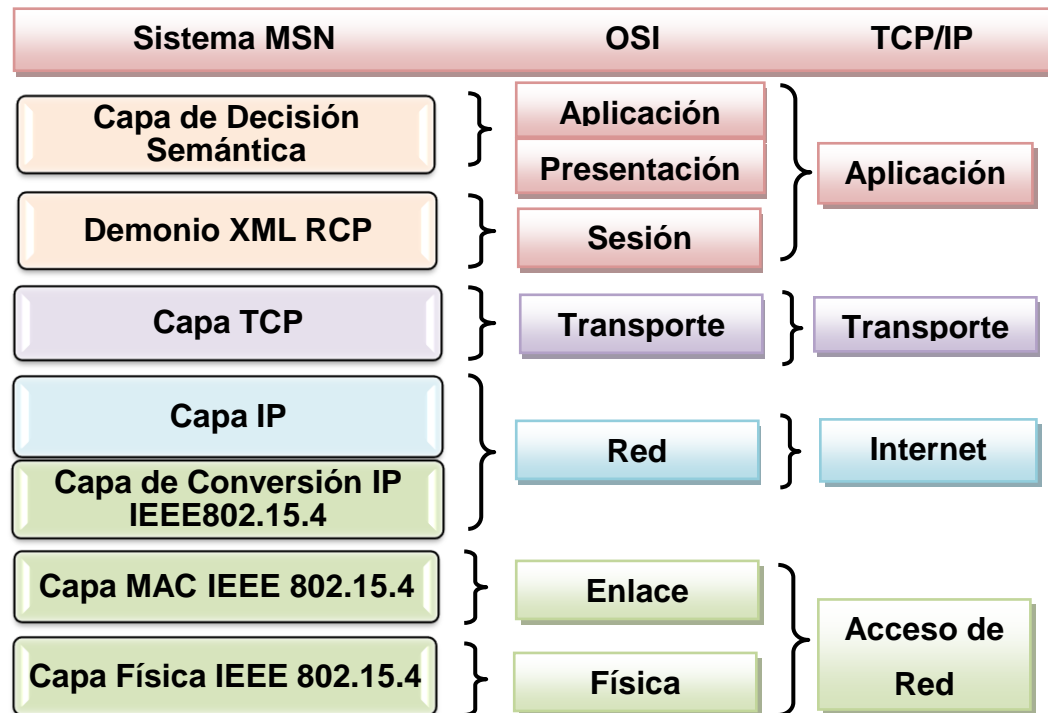 Sistema MSN OSI TCP/IP
Capa de Decisión
Semántica
Aplicación
Presentación
Aplicación
Demonio XML RCP
Sesión
Capa TCP
Transporte
Transporte
Capa IP
Capa de Conversión IP
IEEE802.15.4
Red
Internet
Capa MAC IEEE 802.15.4
Enlace
Acceso de
Red
Capa Física IEEE 802.15.4
Física